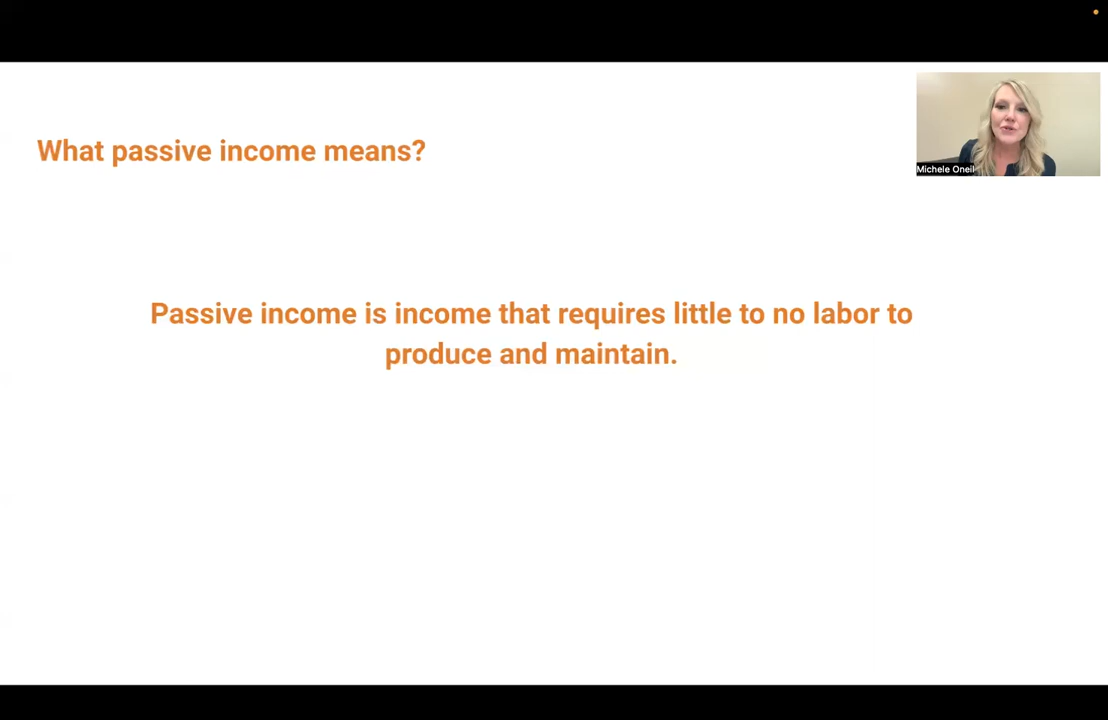 What passive income means?
Michele Oneil
Passive income is income that requires little to no labor to
produce and maintain.